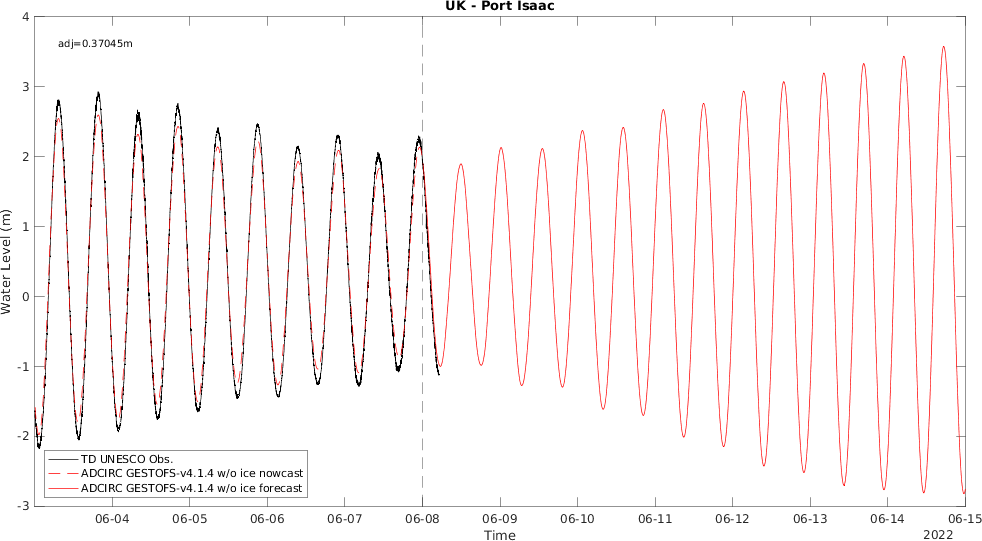 UK - Port Isaac
4
adj=0.37045m
3
2
1
0
-1
-2
-3
Water Level (m)
TD UNESCO Obs.
ADCIRC GESTOFS-v4.1.4 w/o ice nowcast
ADCIRC GESTOFS-v4.1.4 w/o ice forecast
06-04 06-05 06-06 06-07 06-08 06-09 06-10 06-11 06-12 06-13 06-14 06-15
Time
2022